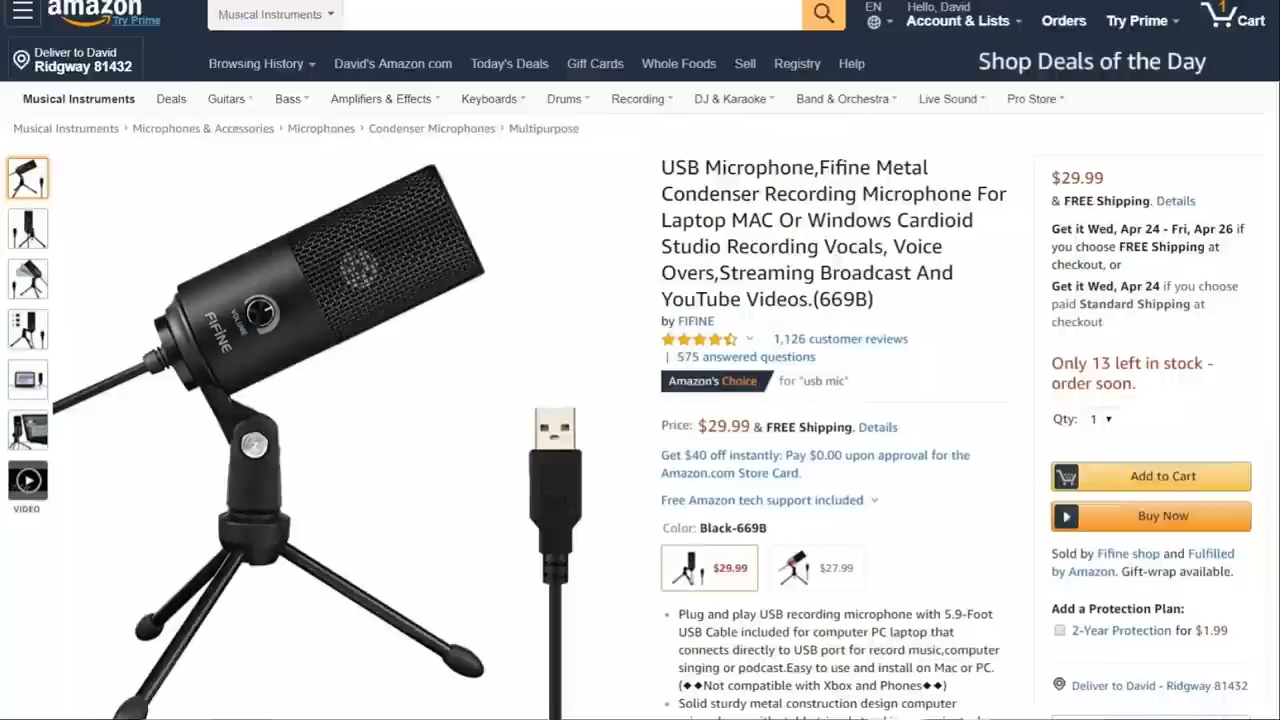 amazon
Try Prime
Musical Instruments
EN
Hello, David
Account & Lists
Orders
Try Prime
1
Cart
Deliver to David
Ridgway 81432
Browsing History
David's Amazon.com
Today's Deals
Gift Cards
Whole Foods
Sell
Registry
Help
Shop Deals of the Day
Musical Instruments
Deals
Guitars
Bass
Amplifiers & Effects
Keyboards
Drums
Recording
DJ & Karaoke
Band & Orchestra
Live Sound
Pro Store
Musical Instruments › Microphones & Accessories › Microphones › Condenser Microphones › Multipurpose
VIDEO
VOLUME
FIFINE
USB Microphone,Fifine Metal
Condenser Recording Microphone For
Laptop MAC Or Windows Cardioid
Studio Recording Vocals, Voice
Overs,Streaming Broadcast And
YouTube Videos.(669B)
by FIFINE
1,126 customer reviews
| 575 answered questions
Amazon's Choice for "usb mic"
Price: $29.99 & FREE Shipping. Details
Get $40 off instantly: Pay $0.00 upon approval for the
Amazon.com Store Card.
Free Amazon tech support included
Color: Black-669B
$29.99
$27.99
• Plug and play USB recording microphone with 5.9-Foot
USB Cable included for computer PC laptop that
connects directly to USB port for record music,computer
singing or podcast.Easy to use and install on Mac or PC.
(◆◆Not compatible with Xbox and Phones◆◆)
• Solid sturdy metal construction design computer
$29.99
& FREE Shipping. Details
Get it Wed, Apr 24 - Fri, Apr 26 if
you choose FREE Shipping at
checkout, or
Get it Wed, Apr 24 if you choose
paid Standard Shipping at
checkout
Only 13 left in stock -
order soon.
Qty: 1
Add to Cart
Buy Now
Sold by Fifine shop and Fulfilled
by Amazon. Gift-wrap available.
Add a Protection Plan:
2-Year Protection for $1.99
Deliver to David - Ridgway 81432